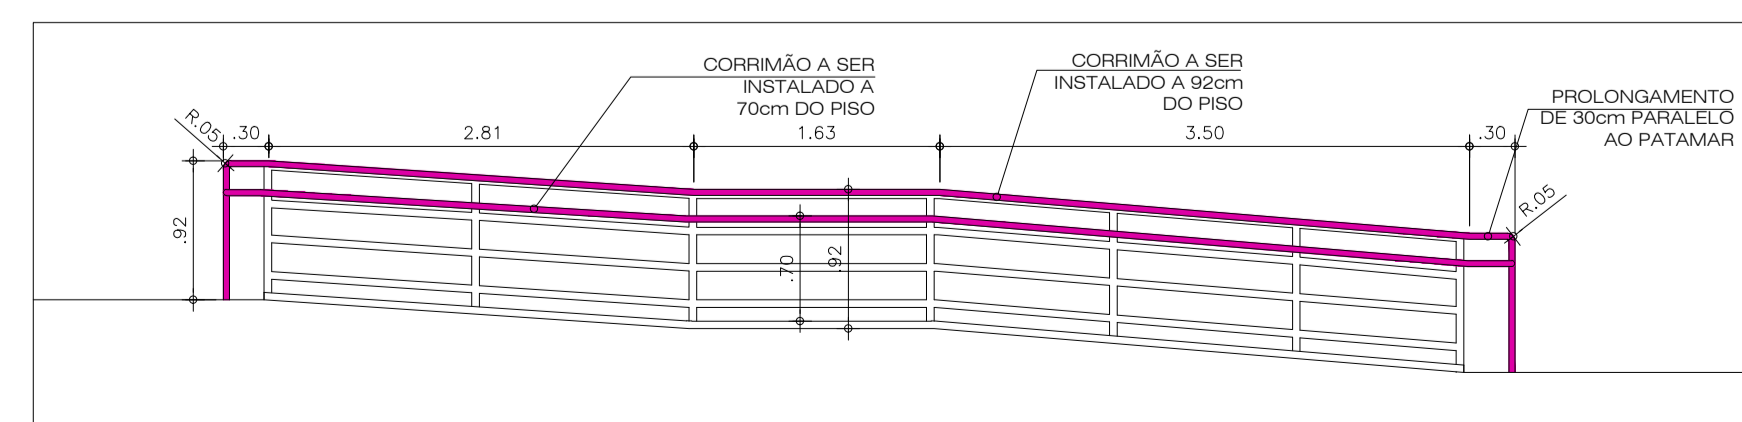 CORRIMÃO A SER
INSTALADO A
70cm DO PISO
CORRIMÃO A SER
INSTALADO A 92cm
DO PISO
PROLONGAMENTO
DE 30cm PARALELO
AO PATAMAR
R.05
.30
2.81
1.63
3.50
.30
R.05
.92
.70
.92